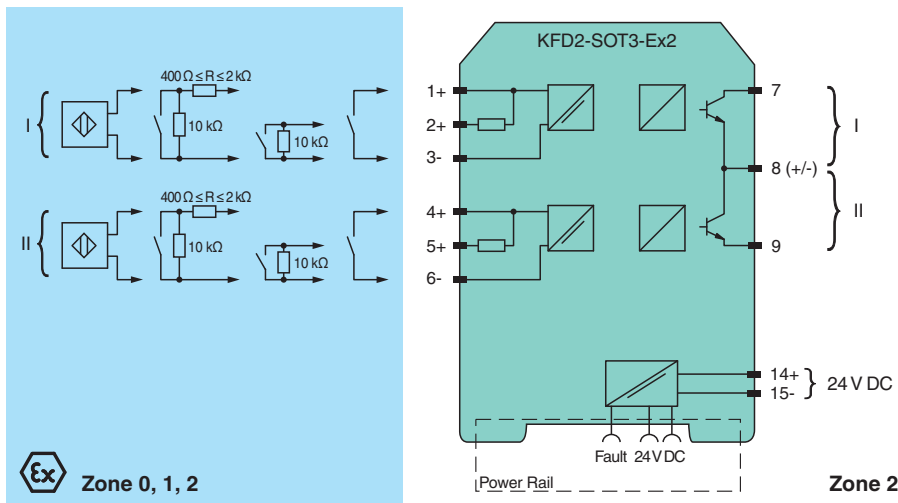 KFD2-SOT3-Ex2
400 Ω ≤ R ≤ 2 kΩ
I
10 kΩ
10 kΩ
1+
2+
3-
7
I
8 (+/-)
400 Ω ≤ R ≤ 2 kΩ
II
10 kΩ
10 kΩ
4+
5+
6-
II
9
14+
15-
24 V DC
Fault 24 V DC
Power Rail
Ex Zone 0, 1, 2
Zone 2